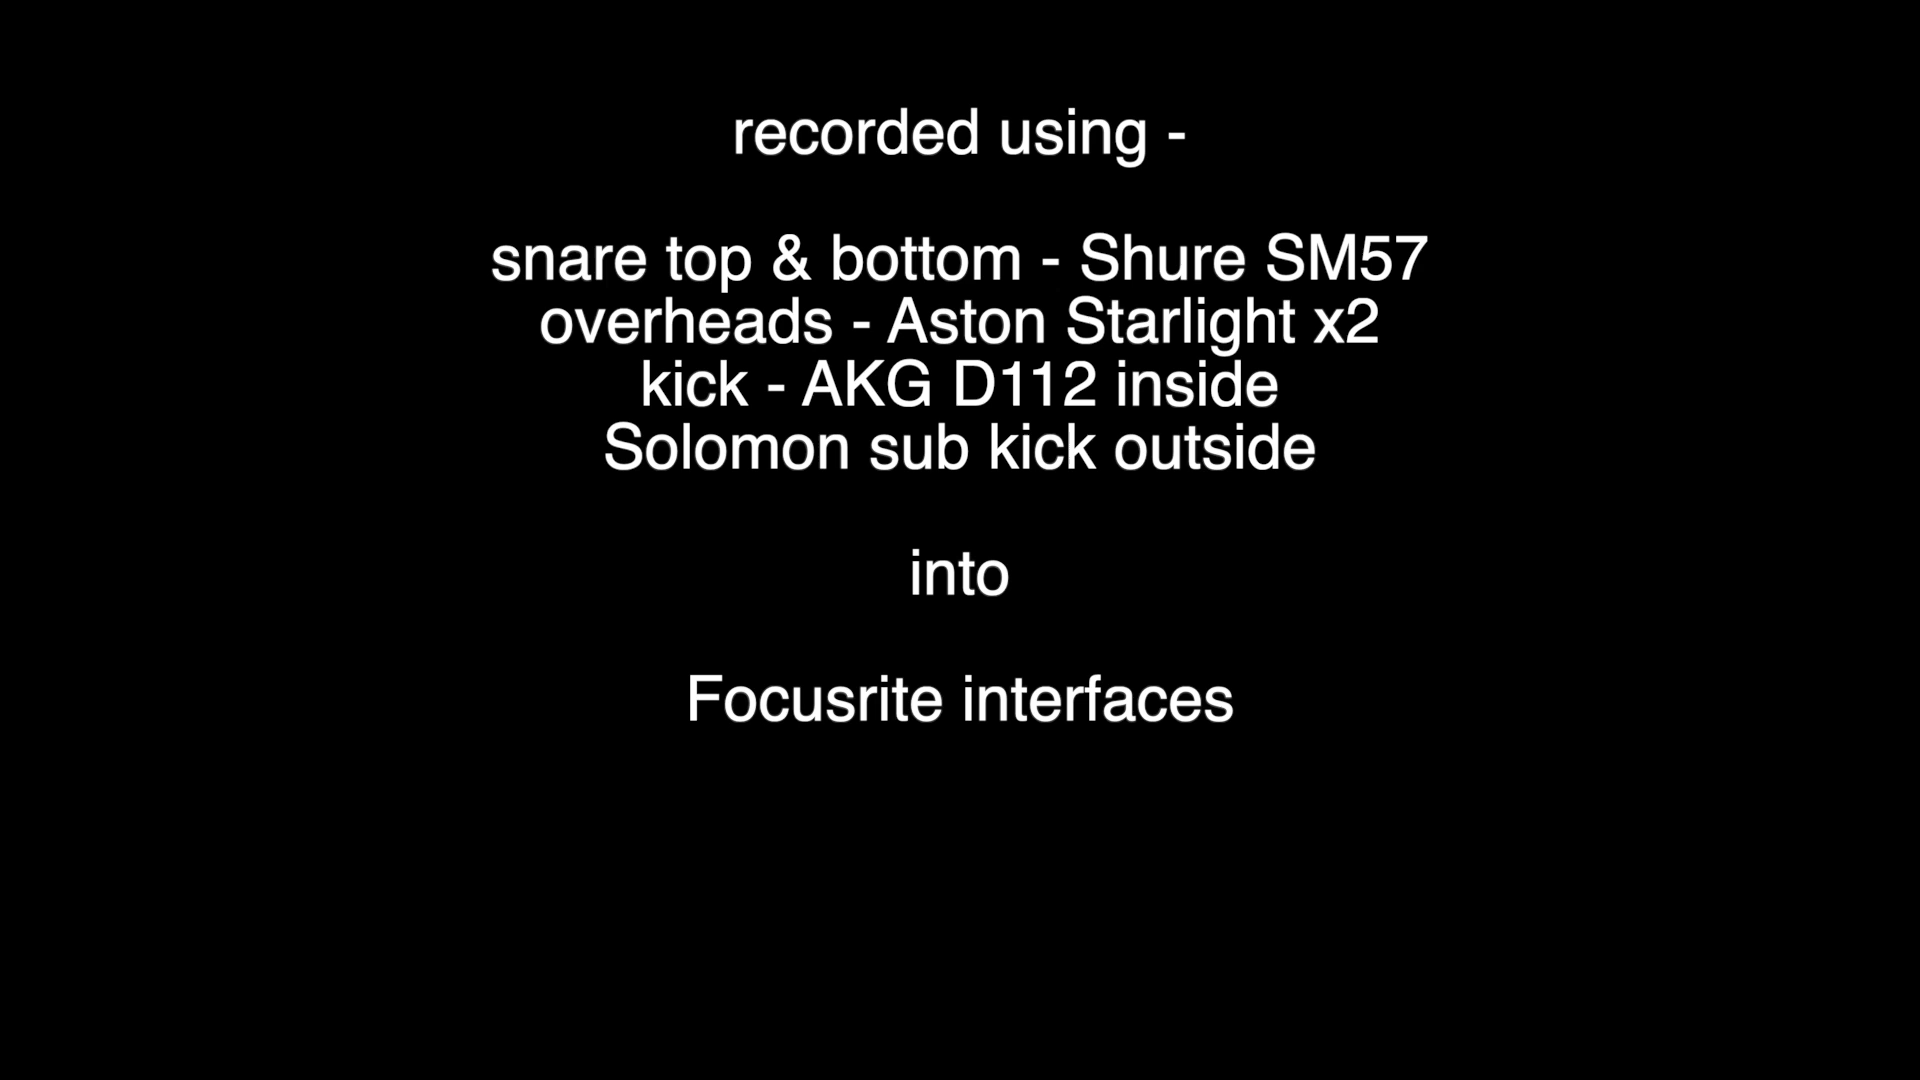 recorded using -
snare top & bottom - Shure SM57
overheads - Aston Starlight x2
kick - AKG D112 inside
Solomon sub kick outside
into
Focusrite interfaces